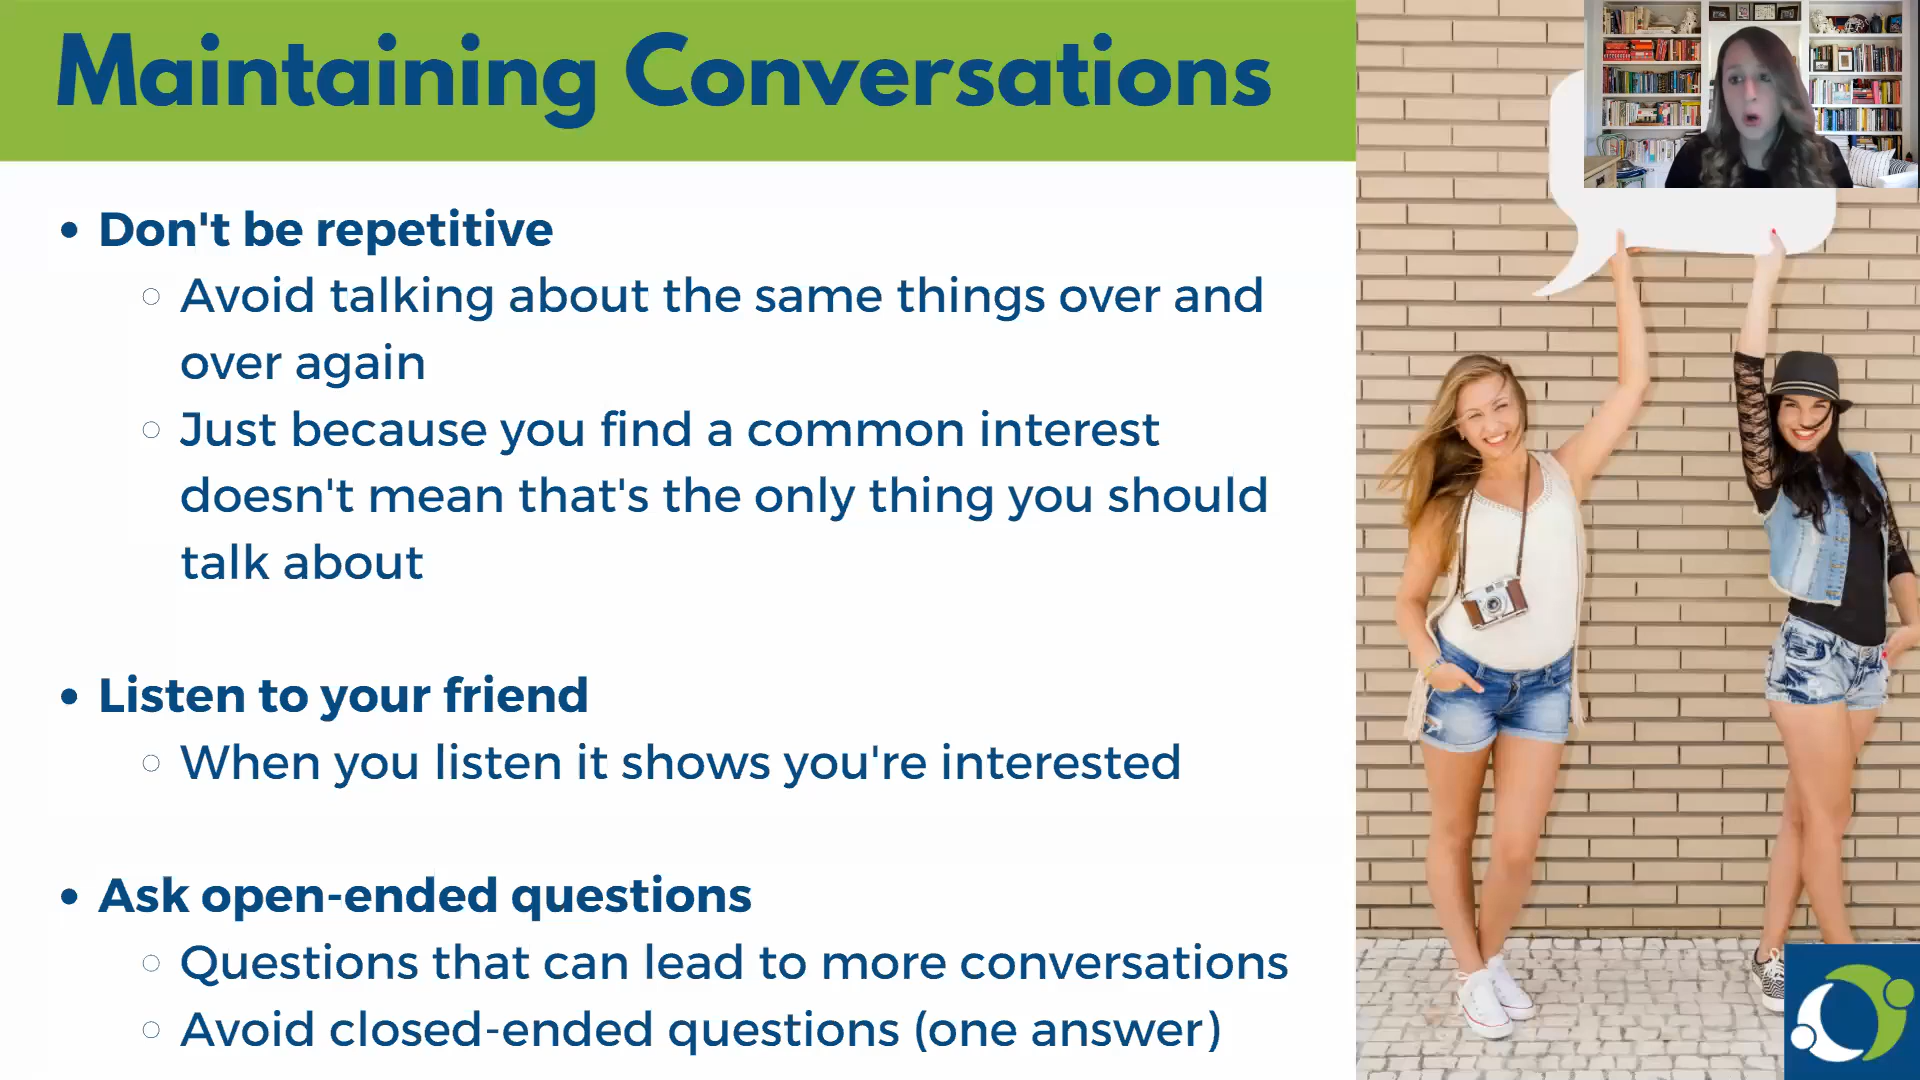 Maintaining Conversations
Don't be repetitive
Avoid talking about the same things over and
over again
Just because you find a common interest
doesn't mean that's the only thing you should
talk about
Listen to your friend
When you listen it shows you're interested
Ask open-ended questions
Questions that can lead to more conversations
Avoid closed-ended questions (one answer)